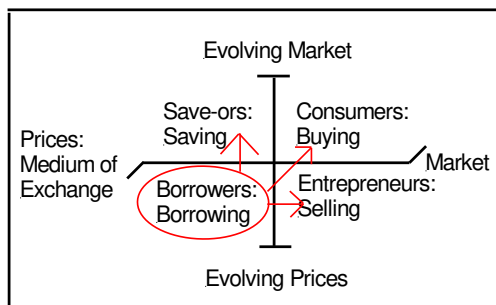 Evolving Market
Save-ors:
Saving
Consumers:
Buying
Prices:
Medium of
Exchange
Market
Borrowers:
Borrowing
Entrepreneurs:
Selling
Evolving Prices